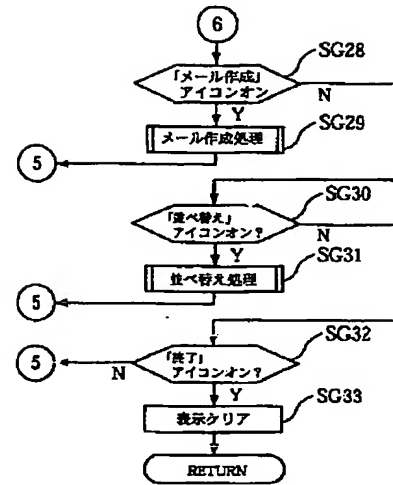 6
SG28
「メール作成」
アイコンオン
N
Y
SG29
メール作成処理
5
SG30
「並べ替え」
アイコンオン?
N
Y
SG31
並べ替え処理
5
SG32
「終了」
アイコンオン?
5
N
Y
SG33
表示クリア
RETURN